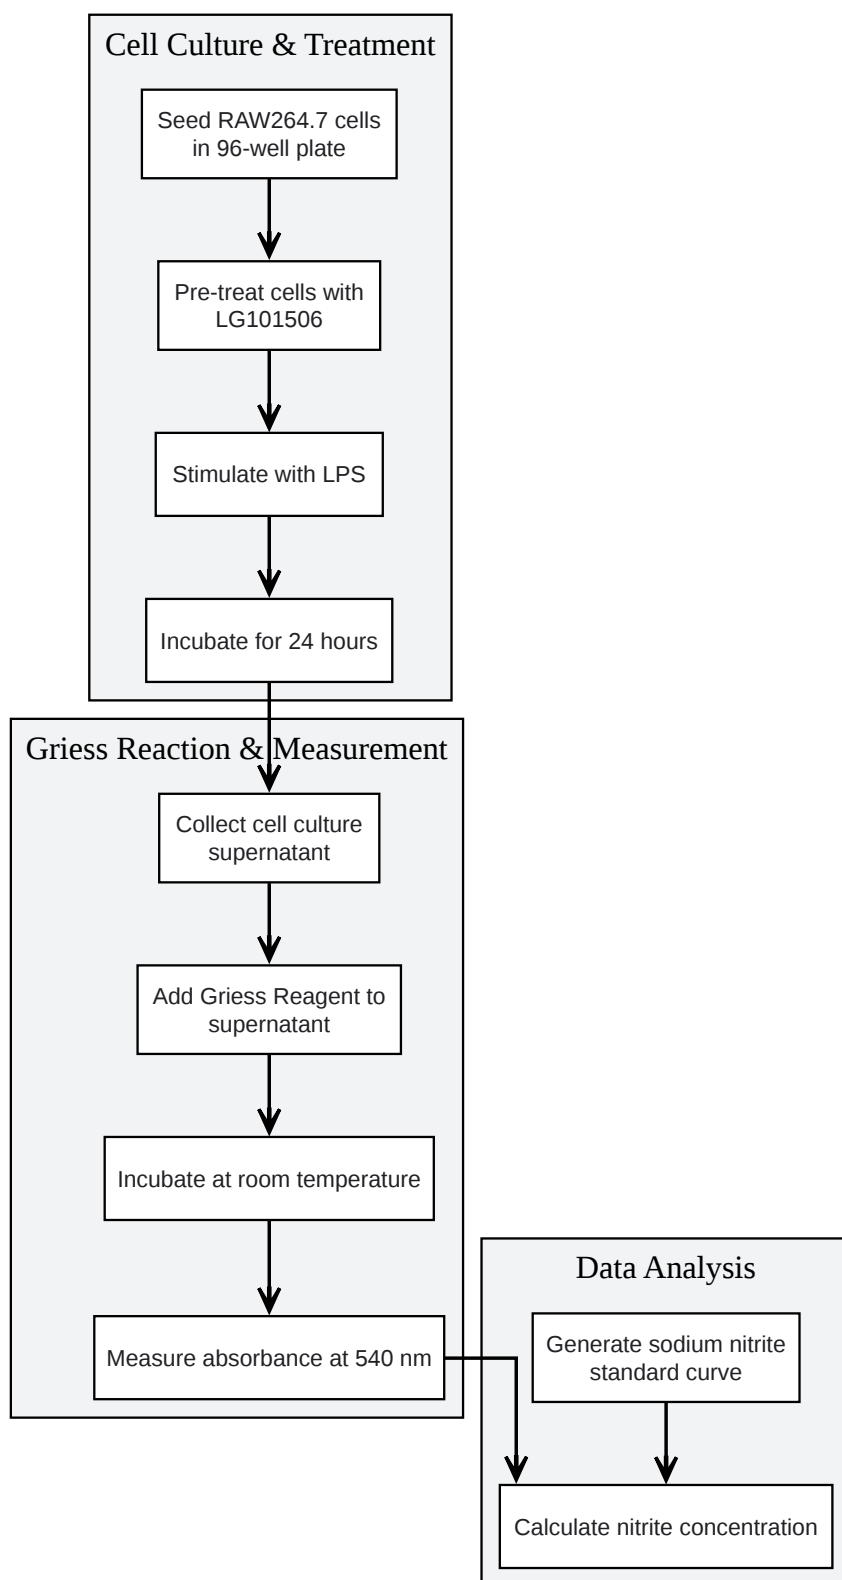 Cell Culture & Treatment
Seed RAW264.7 cells
in 96-well plate
Pre-treat cells with
LG101506
Stimulate with LPS
Incubate for 24 hours
Griess Reaction & Measurement
Collect cell culture
supernatant
Add Griess Reagent to
supernatant
Incubate at room temperature
Measure absorbance at 540 nm
Data Analysis
Generate sodium nitrite
standard curve
Calculate nitrite concentration